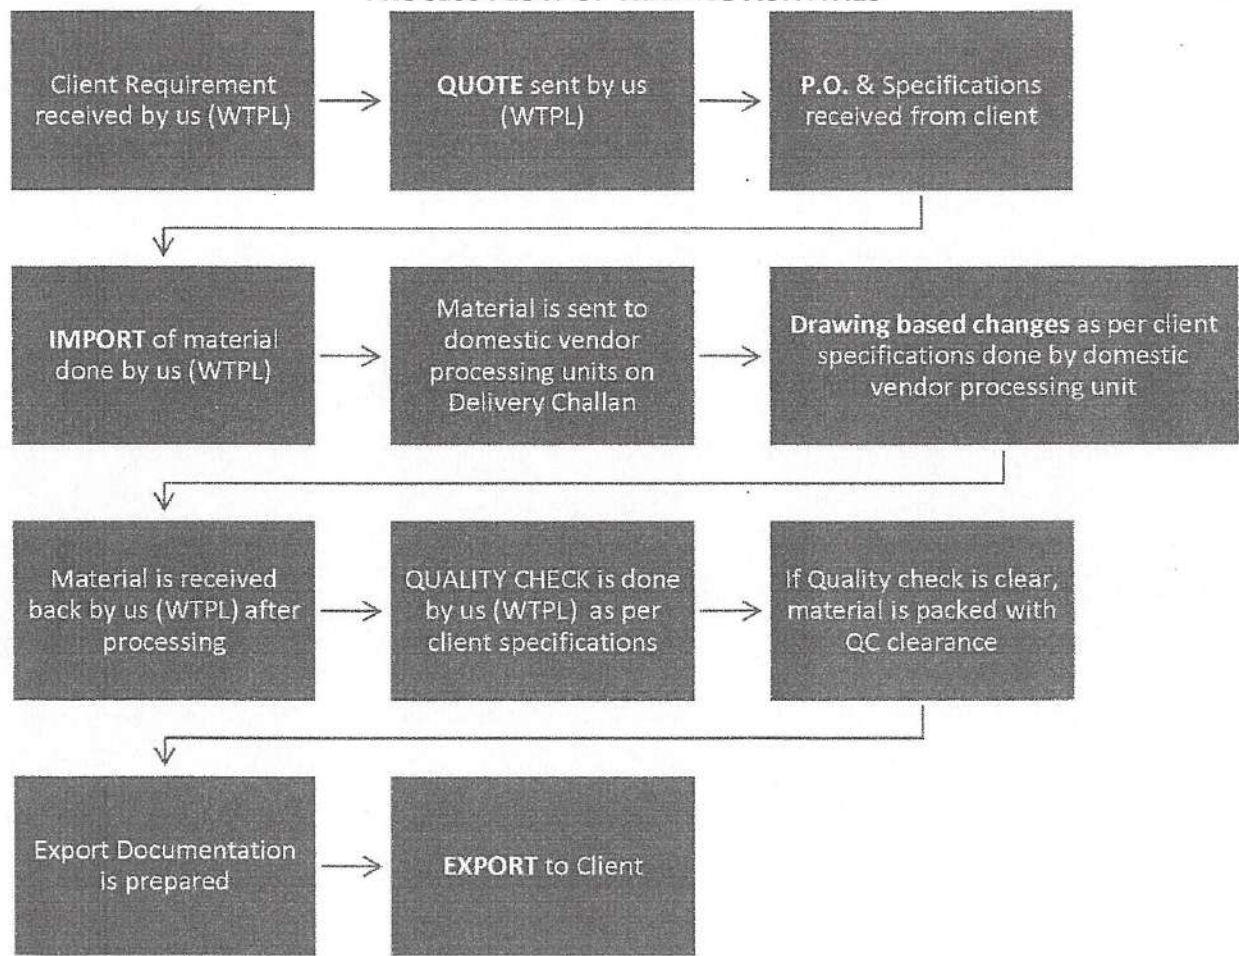 Client Requirement
received by us (WTPL)
QUOTE sent by us
(WTPL)
P.O. & Specifications
received from client
IMPORT of material
done by us (WTPL)
Material is sent to
domestic vendor
processing units on
Delivery Challan
Drawing based changes as per client
specifications done by domestic
vendor processing unit
Material is received
back by us (WTPL) after
processing
QUALITY CHECK is done
by us (WTPL) as per
client specifications
If Quality check is clear,
material is packed with
QC clearance
Export Documentation
is prepared
EXPORT to Client